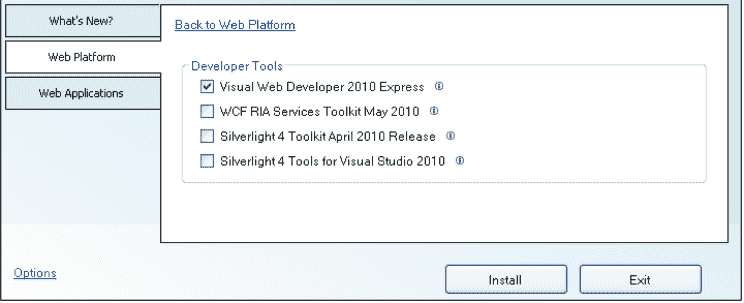 What's New?
Back to Web Platform
Web Platform
Developer Tools
Visual Web Developer 2010 Express
Web Applications
WCF RIA Services Toolkit May 2010
Silverlight 4 Toolkit April 2010 Release
Silverlight 4 Tools for Visual Studio 2010
Options
Install
Exit